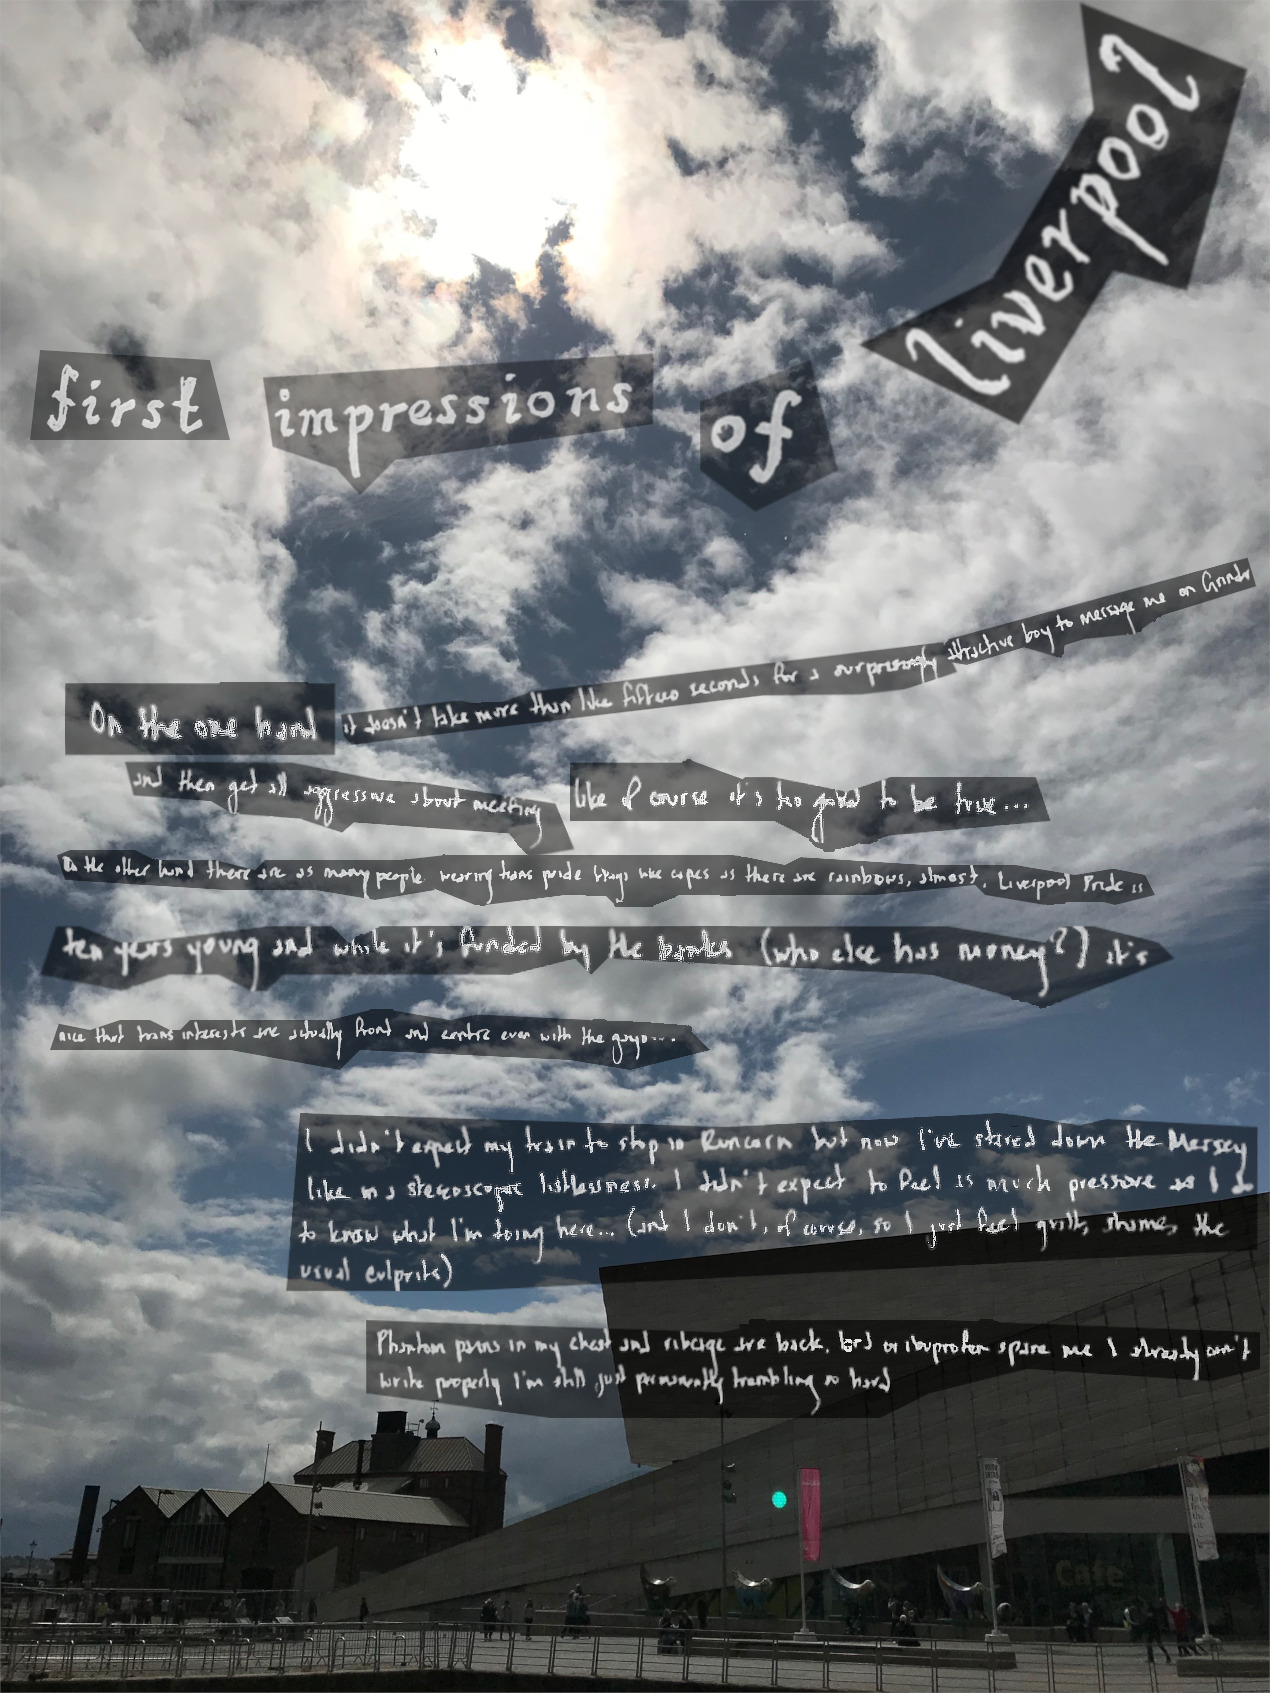 first impressions of liverpool
On the one hand it doesn't take more than like fifteen seconds for a surprisingly attractive boy to message me on Grindr
and then get all aggressive about meeting like of course it's too good to be true...
On the other hand there are as many people wearing trans pride flags like capes as there are rainbows, almost. Liverpool Pride is
ten years young and while it's funded by the banks (who else has money?) it's
nice that trans interests are actually front and centre even with the guys...
I didn't expect my train to stop in Runcorn but now I've stared down the Mersey
like in a stereoscopic listlessness. I didn't expect to feel as much pressure as I do
to know what I'm doing here... (and I don't, of course, so I just feel guilt, shame, the
usual culprits)
Phantom pains in my chest and ribcage are back, lord or ibuprofen spare me I already can't
write properly I'm still just permanently trembling so hard
Cafe